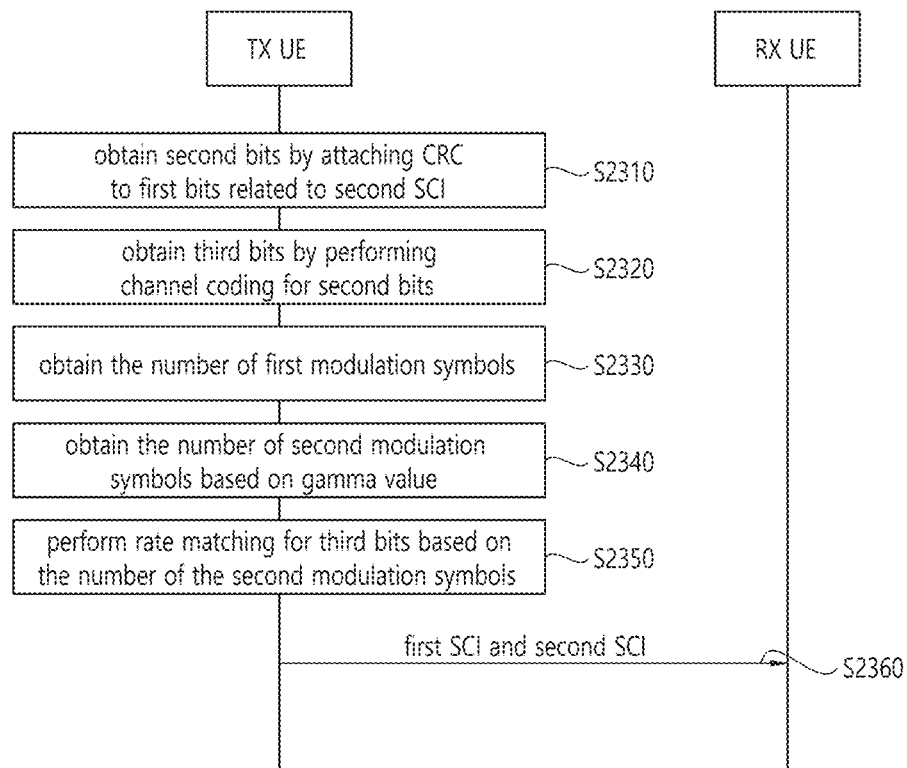 TX UE
RX UE
obtain second bits by attaching CRC
to first bits related to second SCI
S2310
obtain third bits by performing
channel coding for second bits
S2320
obtain the number of first modulation symbols
S2330
obtain the number of second modulation
symbols based on gamma value
S2340
perform rate matching for third bits based on
the number of the second modulation symbols
S2350
first SCI and second SCI
S2360